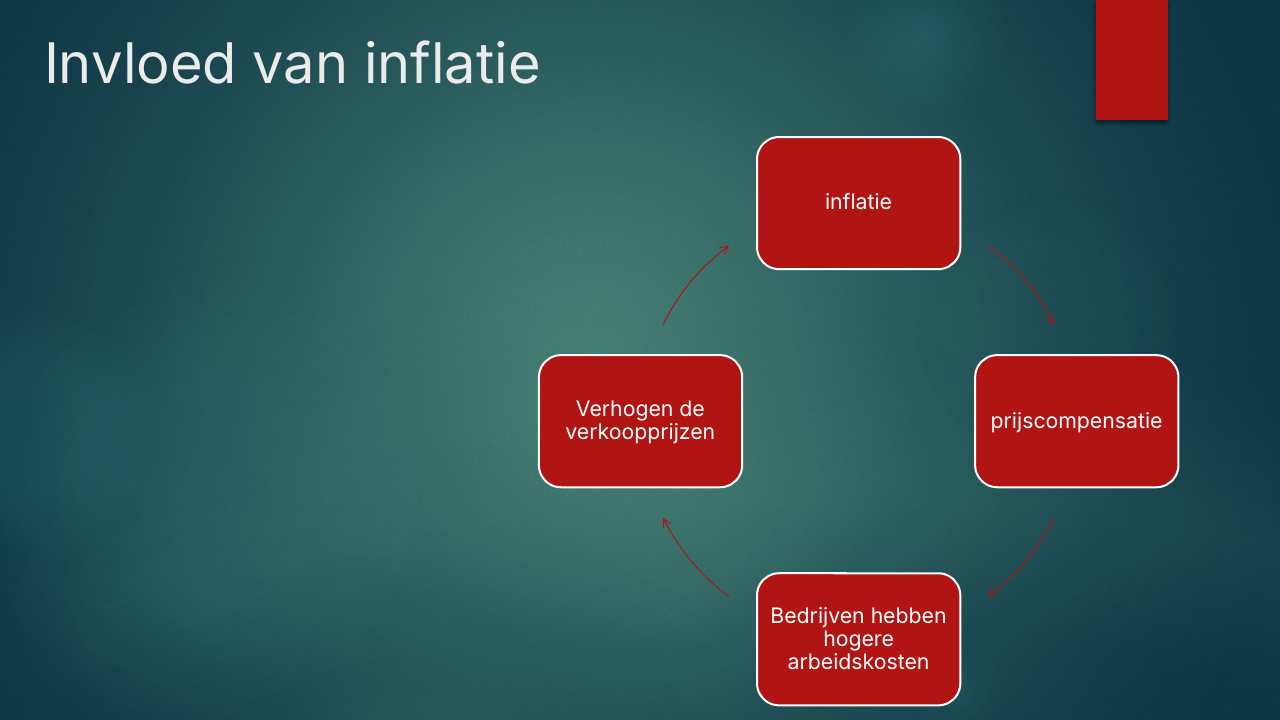 Invloed van inflatie
inflatie
prijscompensatie
Bedrijven hebben
hogere
arbeidskosten
Verhogen de
verkoopprijzen